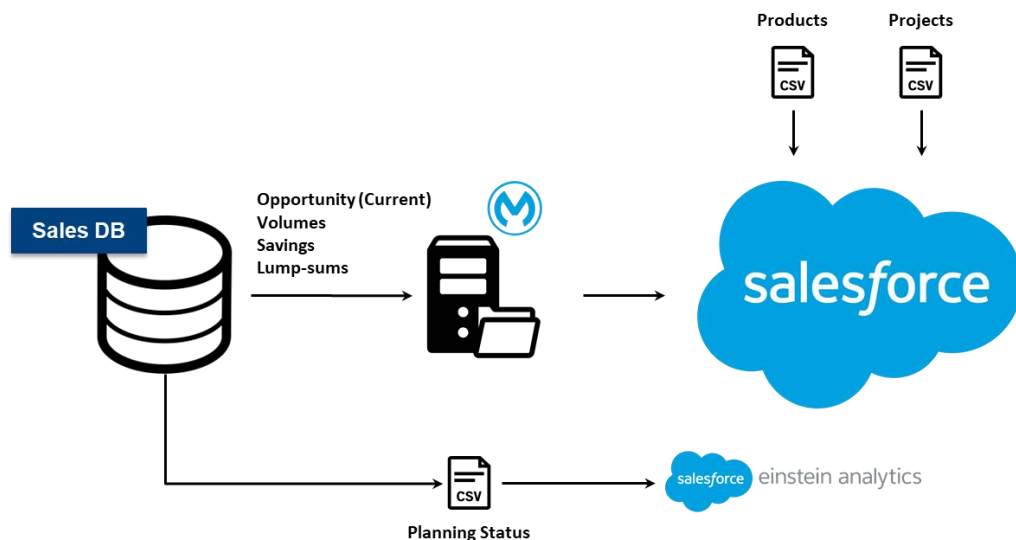 Products
Projects
CSV
CSV
Opportunity (Current)
Volumes
Savings
Lump-sums
Sales DB
salesforce
CSV
salesforce einstein analytics
Planning Status